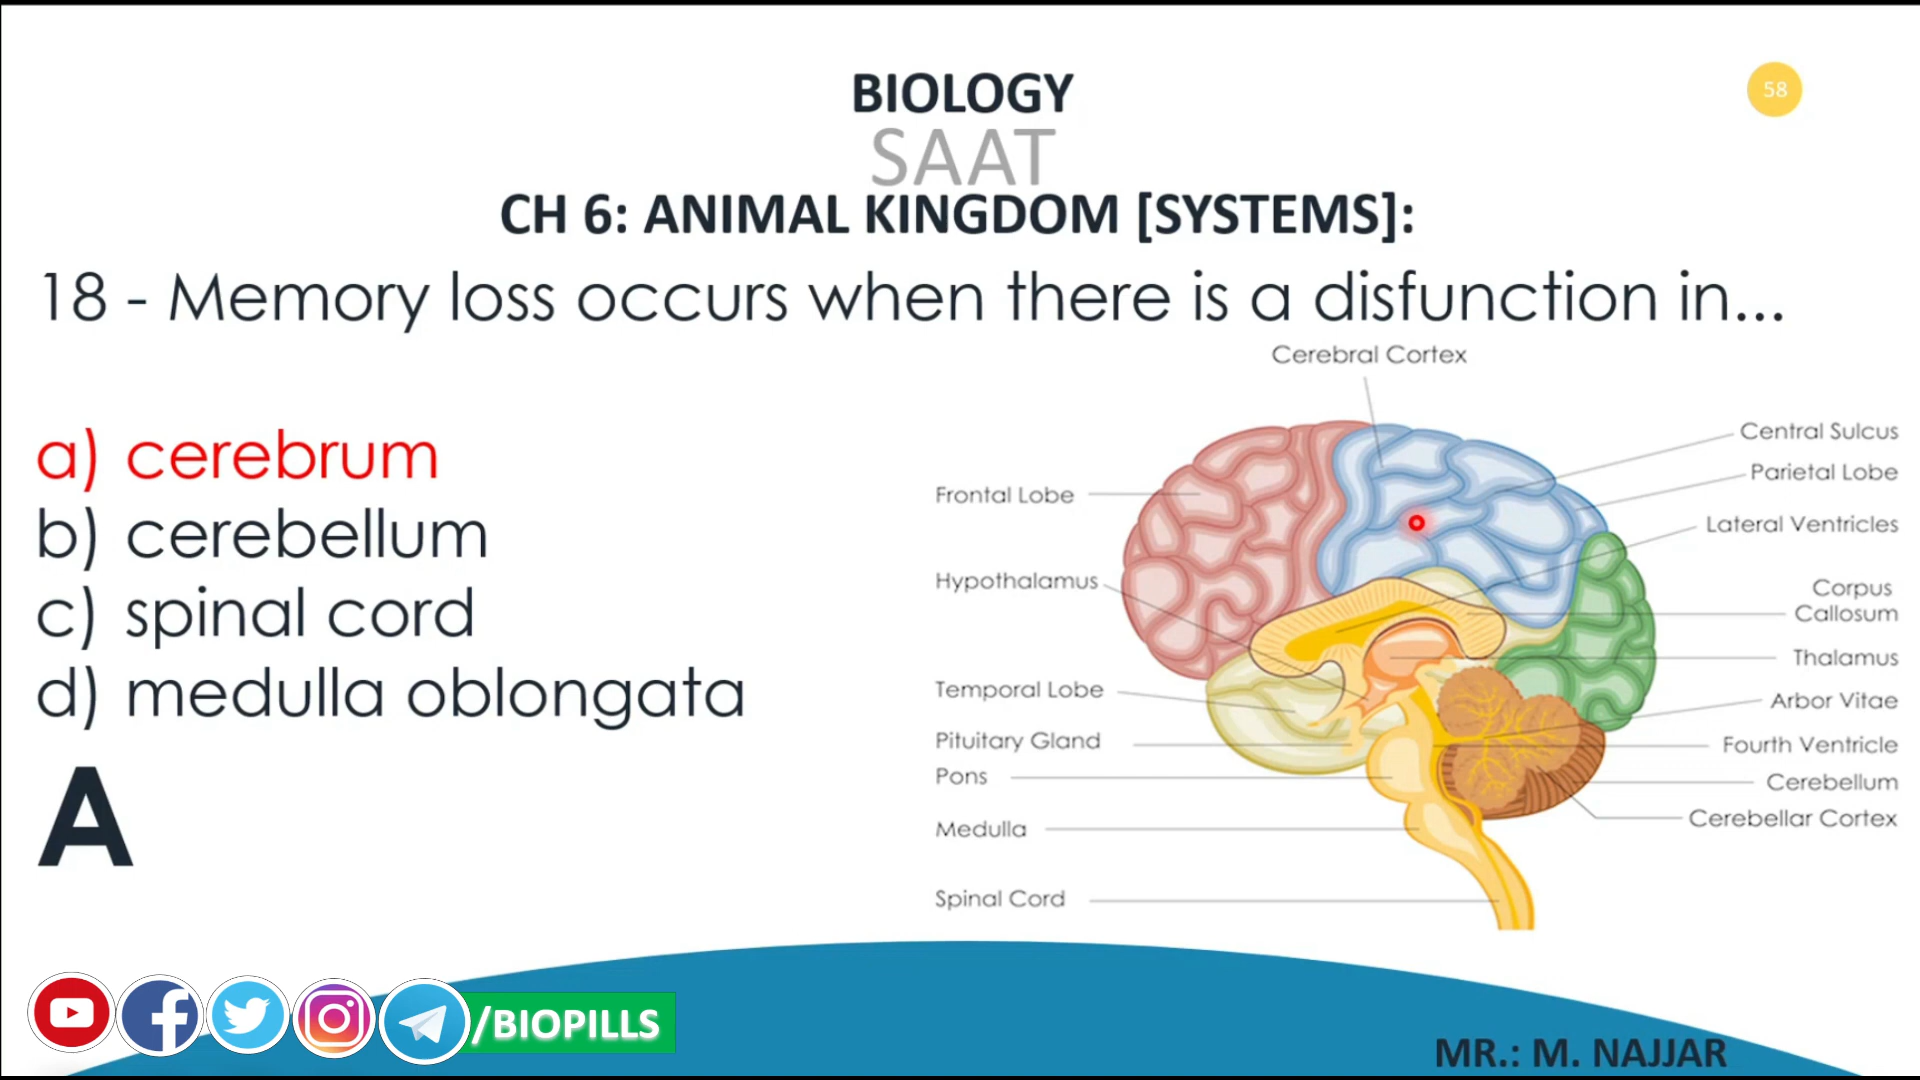 58
BIOLOGY
SAAT
CH 6: ANIMAL KINGDOM [SYSTEMS]:
18 - Memory loss occurs when there is a disfunction in...
a) cerebrum
b) cerebellum
c) spinal cord
d) medulla oblongata
A
Cerebral Cortex
Frontal Lobe
Hypothalamus
Temporal Lobe
Pituitary Gland
Pons
Medulla
Spinal Cord
Central Sulcus
Parietal Lobe
Lateral Ventricles
Corpus
Callosum
Thalamus
Arbor Vitae
Fourth Ventricle
Cerebellum
Cerebellar Cortex
/BIOPILLS
MR.: M. NAJJAR